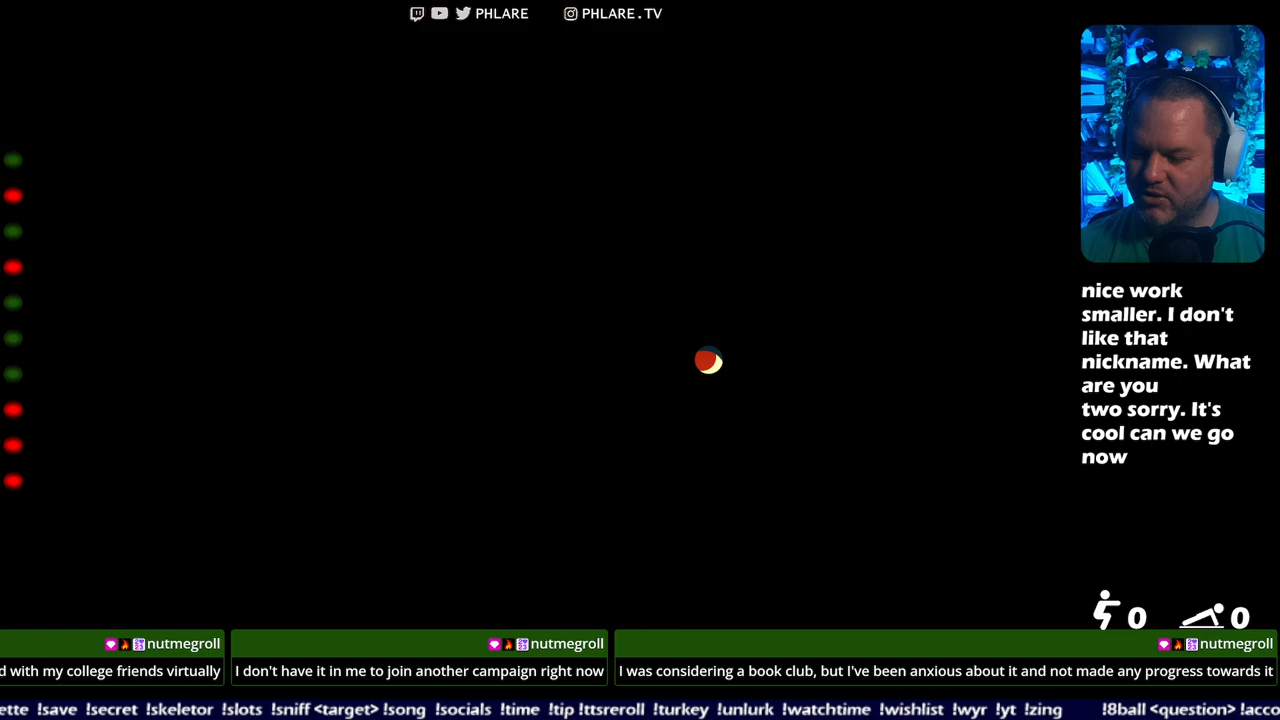 PHLARE PHLARE.TV
nice work
smaller. I don't
like that
nickname. What
are you
two sorry. It's
cool can we go
now
0 0
nutmegroll nutmegroll nutmegroll
d with my college friends virtually I don't have it in me to join another campaign right now I was considering a book club, but I've been anxious about it and not made any progress towards it
ette !save !secret !skeletor !slots !sniff <target> !song !socials !time !tip !ttsreroll !turkey !unlurk !watchtime !wishlist !wyr !yt !zing !8ball <question> !acco